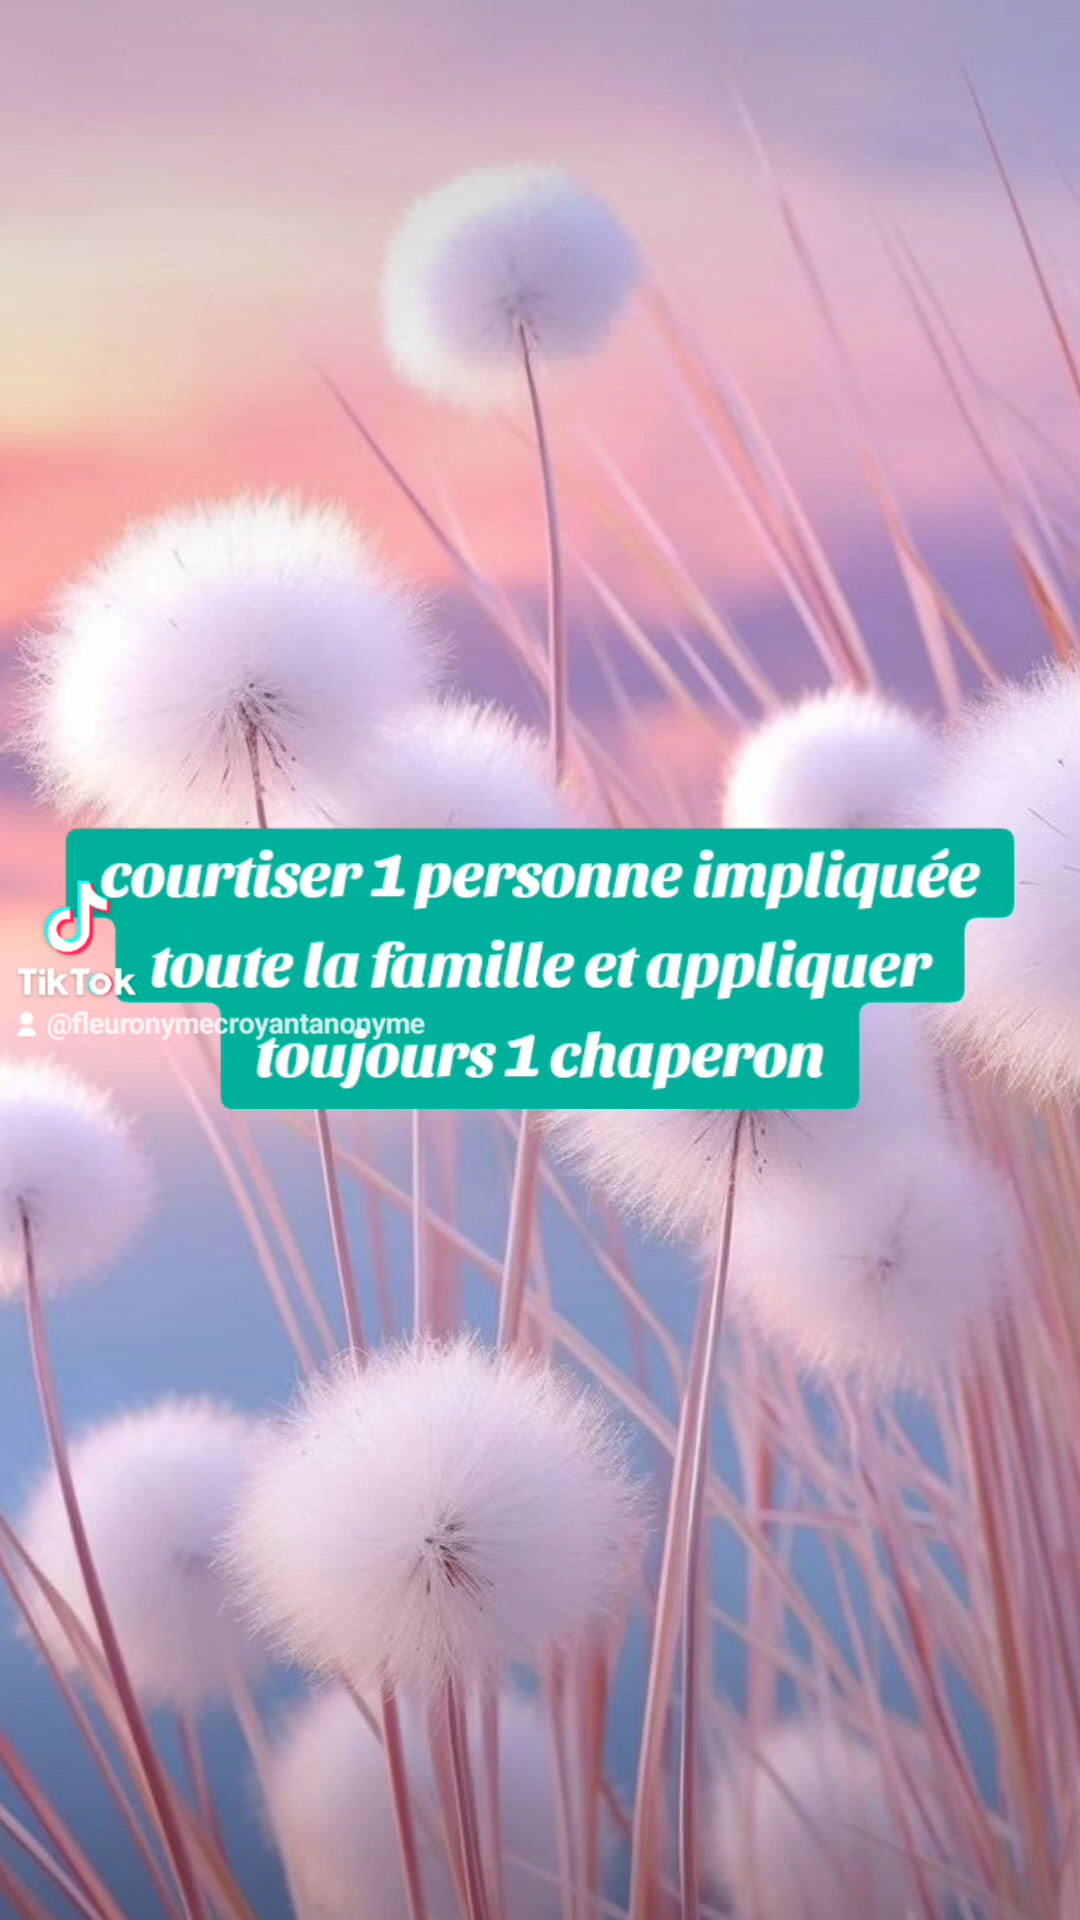 courtiser 1 personne impliquée
toute la famille et appliquer
toujours 1 chaperon
TikTok
@fleuronymecroyantanonyme